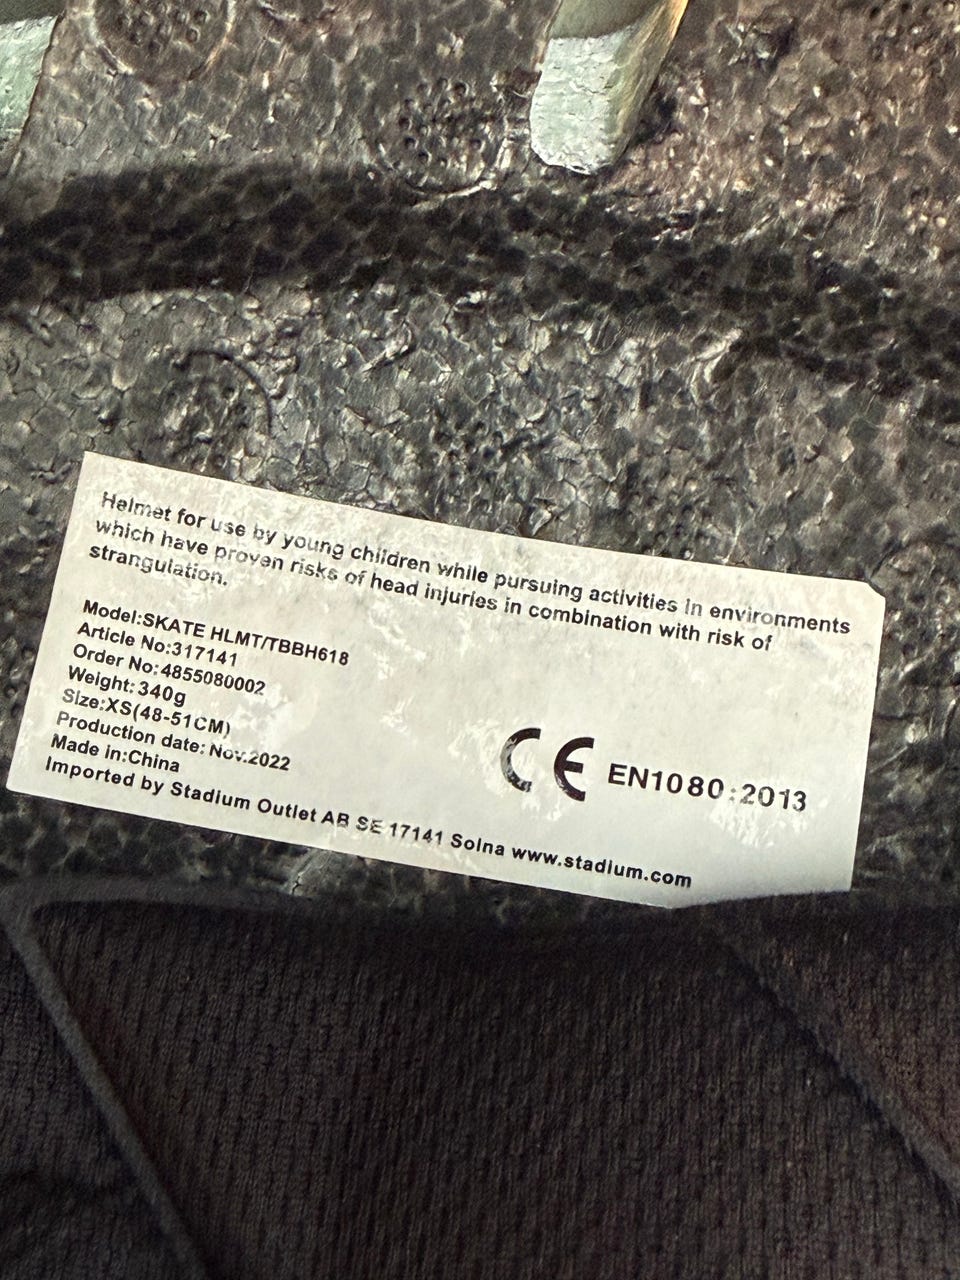 Helmet for use by young children while pursuing activities in environments
which have proven risks of head injuries in combination with risk of
strangulation.
Model:SKATE HLMT/TBBH618
Article No:317141
Order No:4855080002
Weight:340g
Size:XS(48-51CM)
Production date: Nov.2022
Made in:China
Imported by Stadium Outlet AB SE 17141 Solna www.stadium.com
CE EN1080:2013